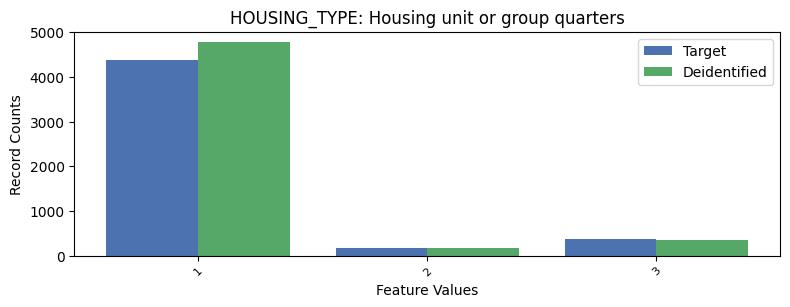 HOUSING_TYPE: Housing unit or group quarters
5000
4000
3000
2000
1000
0
Record Counts
Target
Deidentified
1
2
3
Feature Values